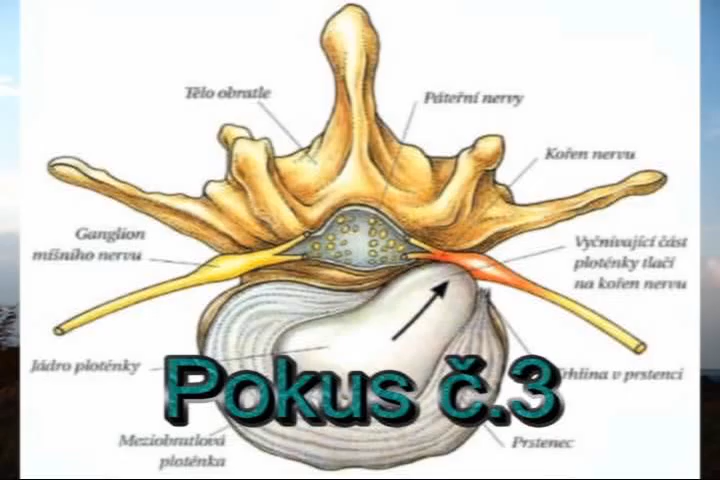 Tělo obratle
Páteřní nervy
Kořen nervu
Ganglion
míšního nervu
Vyčnívající část
ploténky tlačí
na kořen nervu
Jádro ploténky
Trhlina v prstenci
Pokus č.3
Meziobratlová
ploténka
Prstenec